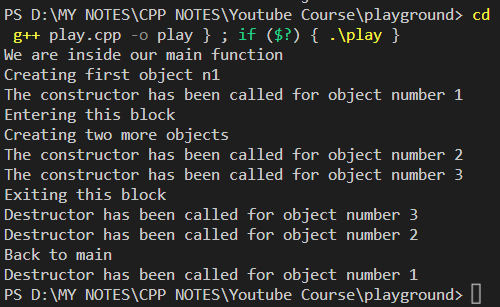 PS D:\MY NOTES\CPP NOTES\Youtube Course\playground> cd
g++ play.cpp -o play } ; if ($?) { .\play }
We are inside our main function
Creating first object n1
The constructor has been called for object number 1
Entering this block
Creating two more objects
The constructor has been called for object number 2
The constructor has been called for object number 3
Exiting this block
Destructor has been called for object number 3
Destructor has been called for object number 2
Back to main
Destructor has been called for object number 1
PS D:\MY NOTES\CPP NOTES\Youtube Course\playground>